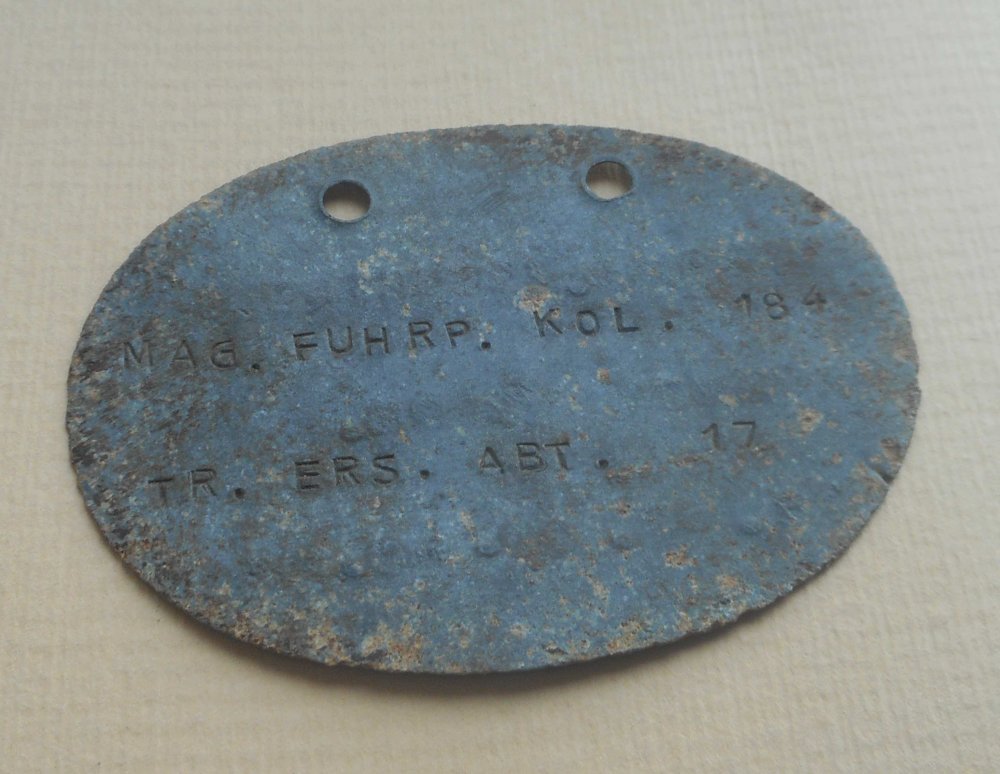 MAG. FUHRP. KOL. 184
TR. ERS. ABT. 17